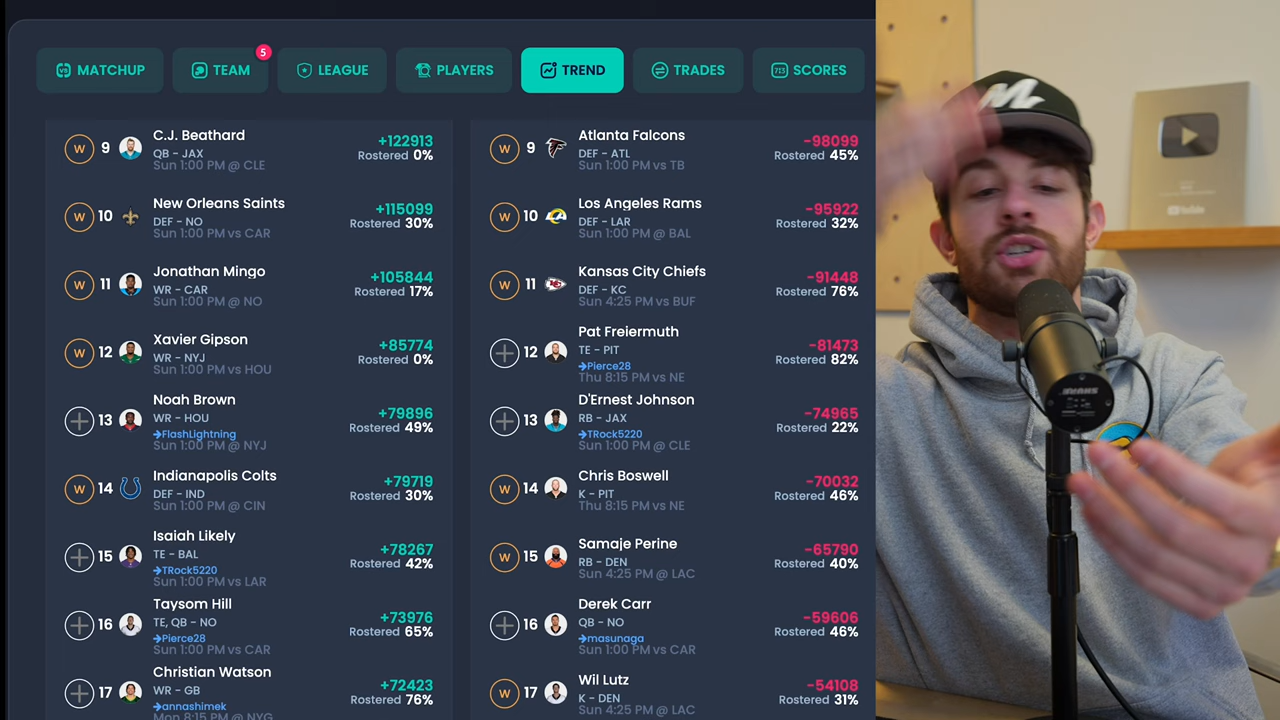 MATCHUP
TEAM
5
LEAGUE
PLAYERS
TREND
TRADES
SCORES
W 9 C.J. Beathard +122913
QB - JAX Rostered 0%
Sun 1:00 PM @ CLE
W 10 New Orleans Saints +115099
DEF - NO Rostered 30%
Sun 1:00 PM vs CAR
W 11 Jonathan Mingo +105844
WR - CAR Rostered 17%
Sun 1:00 PM @ NO
W 12 Xavier Gipson +85774
WR - NYJ Rostered 0%
Sun 1:00 PM vs HOU
13 Noah Brown +79896
WR - HOU Rostered 49%
FlashLightning
Sun 1:00 PM @ NYJ
W 14 Indianapolis Colts +79719
DEF - IND Rostered 30%
Sun 1:00 PM @ CIN
15 Isaiah Likely +78267
TE - BAL Rostered 42%
TRock5220
Sun 1:00 PM vs LAR
16 Taysom Hill +73976
TE, QB - NO Rostered 65%
Pierce28
Sun 1:00 PM vs CAR
17 Christian Watson +72423
WR - GB Rostered 76%
annashimek
Mon 8:15 PM @ NYG
W 9 Atlanta Falcons -98099
DEF - ATL Rostered 45%
Sun 1:00 PM vs TB
W 10 Los Angeles Rams -95922
DEF - LAR Rostered 32%
Sun 1:00 PM @ BAL
W 11 Kansas City Chiefs -91448
DEF - KC Rostered 76%
Sun 4:25 PM vs BUF
12 Pat Freiermuth -81473
TE - PIT Rostered 82%
Pierce28
Thu 8:15 PM vs NE
13 D'Ernest Johnson -74965
RB - JAX Rostered 22%
TRock5220
Sun 1:00 PM @ CLE
W 14 Chris Boswell -70032
K - PIT Rostered 46%
Thu 8:15 PM vs NE
W 15 Samaje Perine -65790
RB - DEN Rostered 40%
Sun 4:25 PM @ LAC
16 Derek Carr -59606
QB - NO Rostered 46%
masunaga
Sun 1:00 PM vs CAR
W 17 Wil Lutz -54108
K - DEN Rostered 31%
Sun 4:25 PM @ LAC
M
SHURE
YouTube